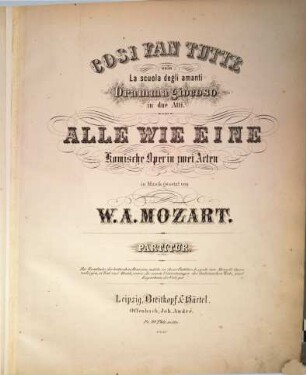 COSI FAN TUTTE
ossia
La scuola degli amanti
Dramma giocoso
in due Atti.
ALLE WIE EINE
Komische Oper in zwei Acten
in Musik gesetzt von
W. A. MOZART.
PARTITUR.
Leipzig, Breitkopf & Härtel.
Offenbach, Joh. André.